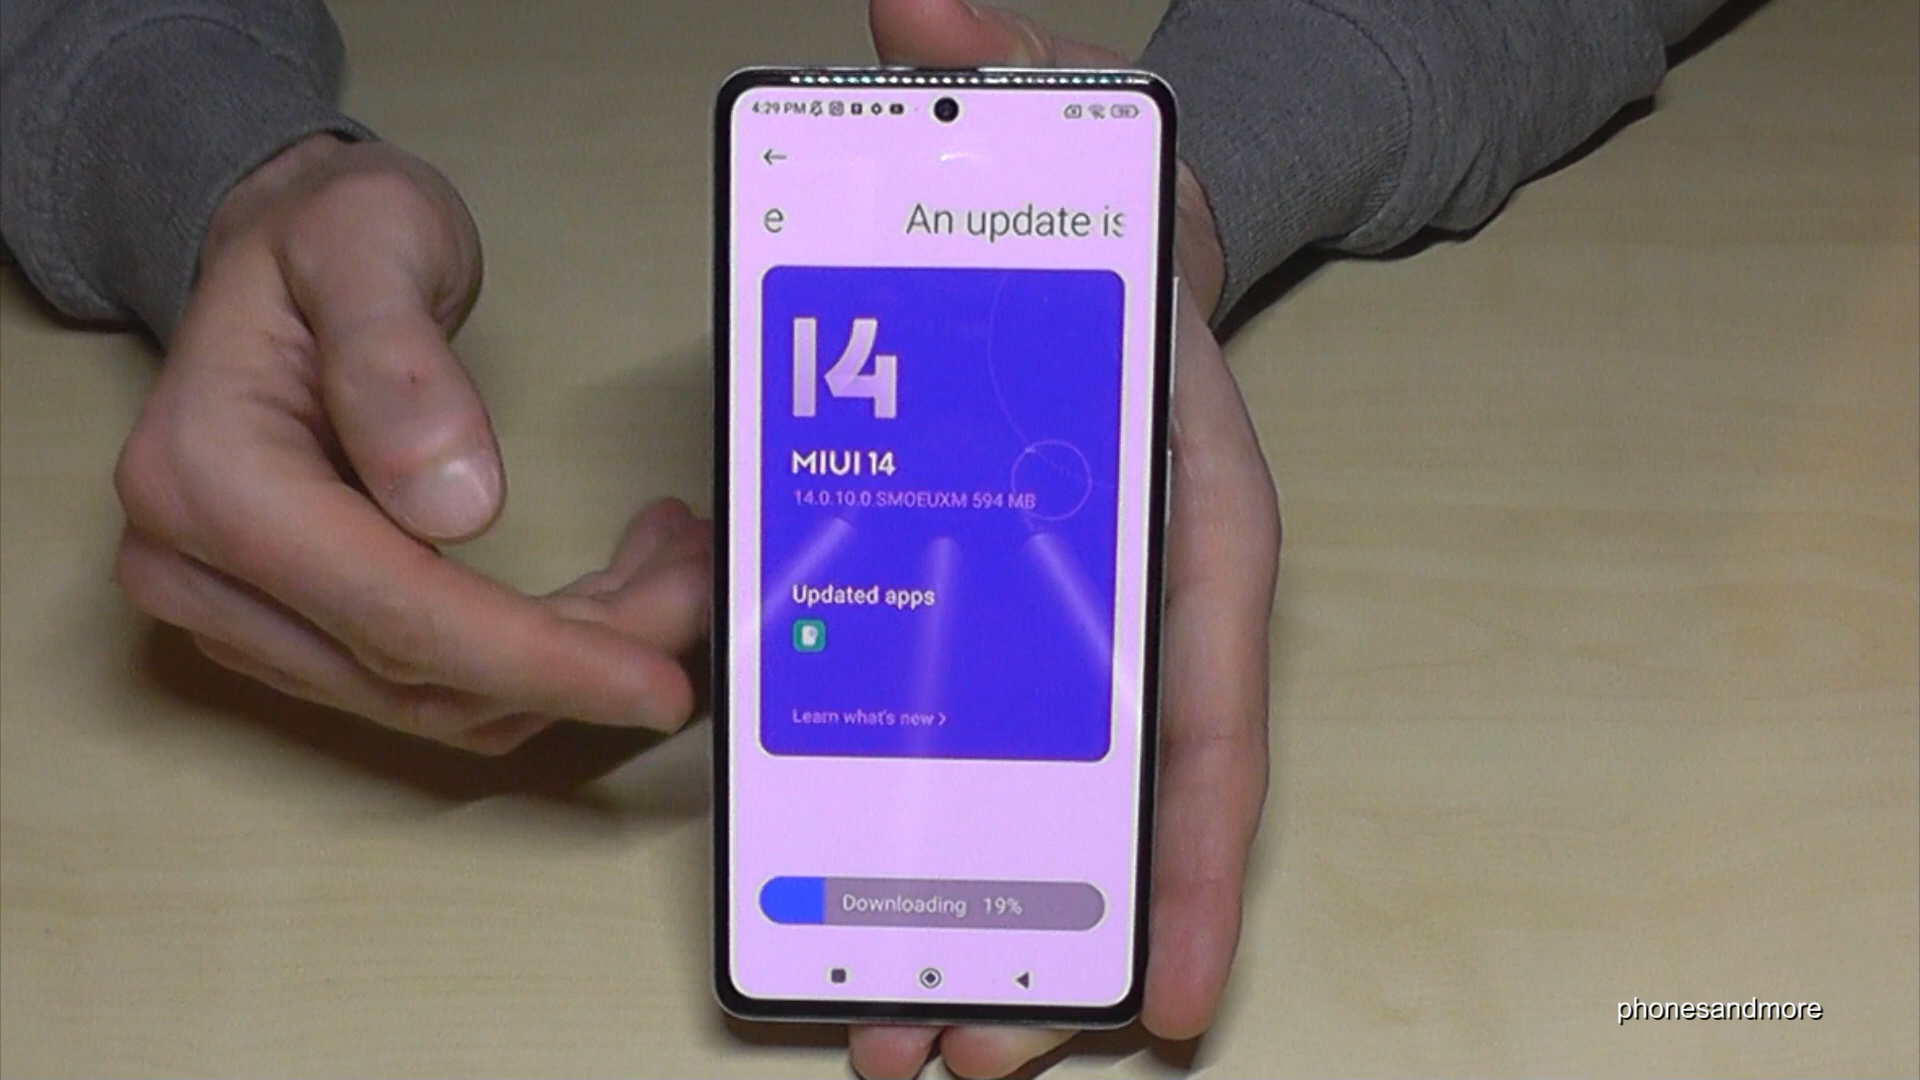 4:29 PM
e An update is
14
MIUI 14
14.0.10.0.SMOEUXM 594 MB
Updated apps
Learn what's new >
Downloading 19%
phonesandmore